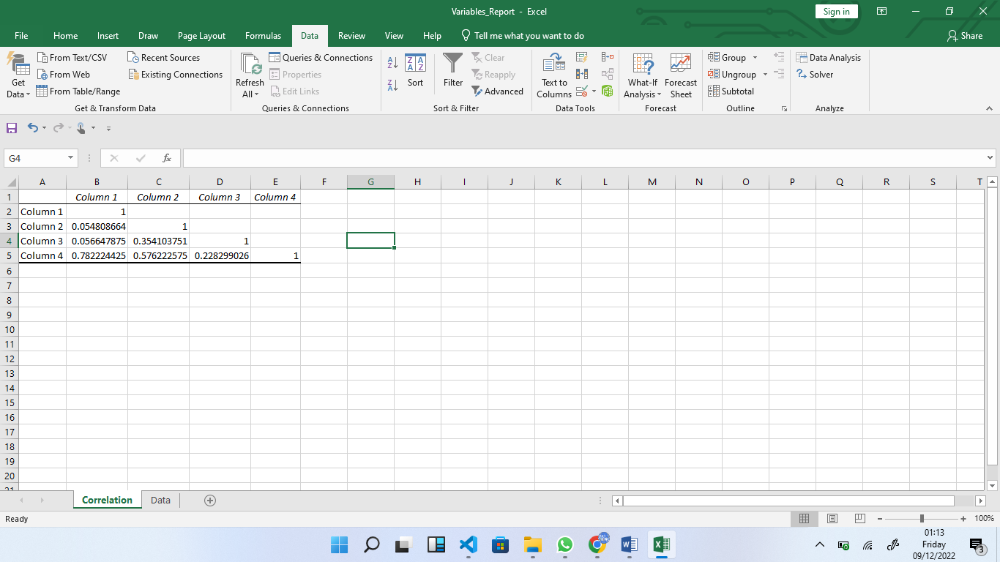 Variables_Report - Excel
Sign in
File Home Insert Draw Page Layout Formulas Data Review View Help Tell me what you want to do Share
Get Data
From Text/CSV
From Web
From Table/Range
Recent Sources
Existing Connections
Get & Transform Data
Refresh All
Queries & Connections
Properties
Edit Links
Queries & Connections
Sort
Filter
Clear
Reapply
Advanced
Sort & Filter
Text to Columns
Data Tools
What-If Analysis
Forecast Sheet
Forecast
Group
Ungroup
Subtotal
Outline
Data Analysis
Solver
Analyze
G4
fx
A B C D E F G H I J K L M N O P Q R S T
1 Column 1 Column 2 Column 3 Column 4
2 Column 1 1
3 Column 2 0.054808664 1
4 Column 3 0.056647875 0.354103751 1
5 Column 4 0.782224425 0.576222575 0.228299026 1
6
7
8
9
10
11
12
13
14
15
16
17
18
19
20
21
Correlation Data
Ready
100%
01:13
Friday
09/12/2022
3